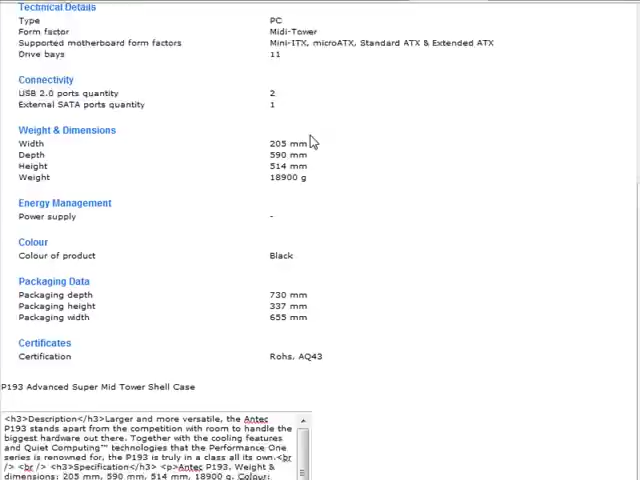 Technical Details
Type PC
Form factor Midi-Tower
Supported motherboard form factors Mini-ITX, microATX, Standard ATX & Extended ATX
Drive bays 11
Connectivity
USB 2.0 ports quantity 2
External SATA ports quantity 1
Weight & Dimensions
Width 205 mm
Depth 590 mm
Height 514 mm
Weight 18900 g
Energy Management
Power supply -
Colour
Colour of product Black
Packaging Data
Packaging depth 730 mm
Packaging height 337 mm
Packaging width 655 mm
Certificates
Certification Rohs, AQ43
P193 Advanced Super Mid Tower Shell Case
<h3>Description</h3>Larger and more versatile, the Antec
P193 stands apart from the competition with room to handle the
biggest hardware out there. Together with the cooling features
and Quiet Computing™ technologies that the Performance One
series is renowned for, the P193 is truly in a class all its own.<br
/> <br /> <h3>Specification</h3> <p>Antec P193. Weight &
dimensions: 205 mm, 590 mm, 514 mm, 18900 g. Colour: